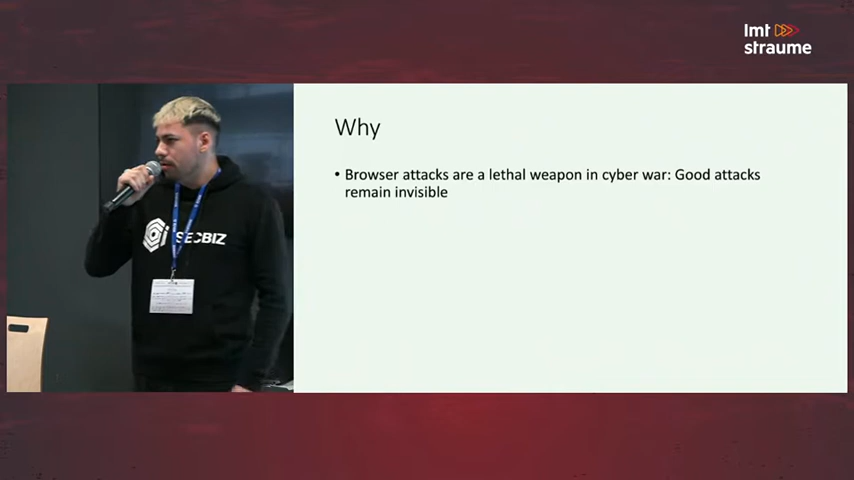 lmt
straume
Why
• Browser attacks are a lethal weapon in cyber war: Good attacks
remain invisible
SECBIZ